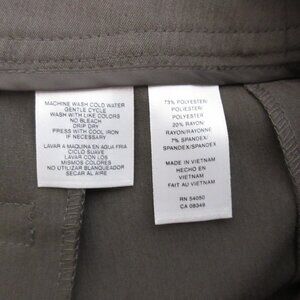 MACHINE WASH COLD WATER
GENTLE CYCLE
WASH WITH LIKE COLORS
NO BLEACH
DRIP DRY
PRESS WITH COOL IRON
IF NECESSARY
LAVAR A MAQUINA EN AGUA FRIA
CICLO SUAVE
LAVAR CON LOS
MISMOS COLORES
NO UTILIZAR BLANQUEADOR
SECAR AL AIRE
73% POLYESTER/
POLIESTER/
POLYESTER
20% RAYON/
RAYON/RAYONNE
7% SPANDEX/
SPANDEX/SPANDEX
MADE IN VIETNAM
HECHO EN
VIETNAM
FAIT AU VIETNAM
RN 54050
CA 08349